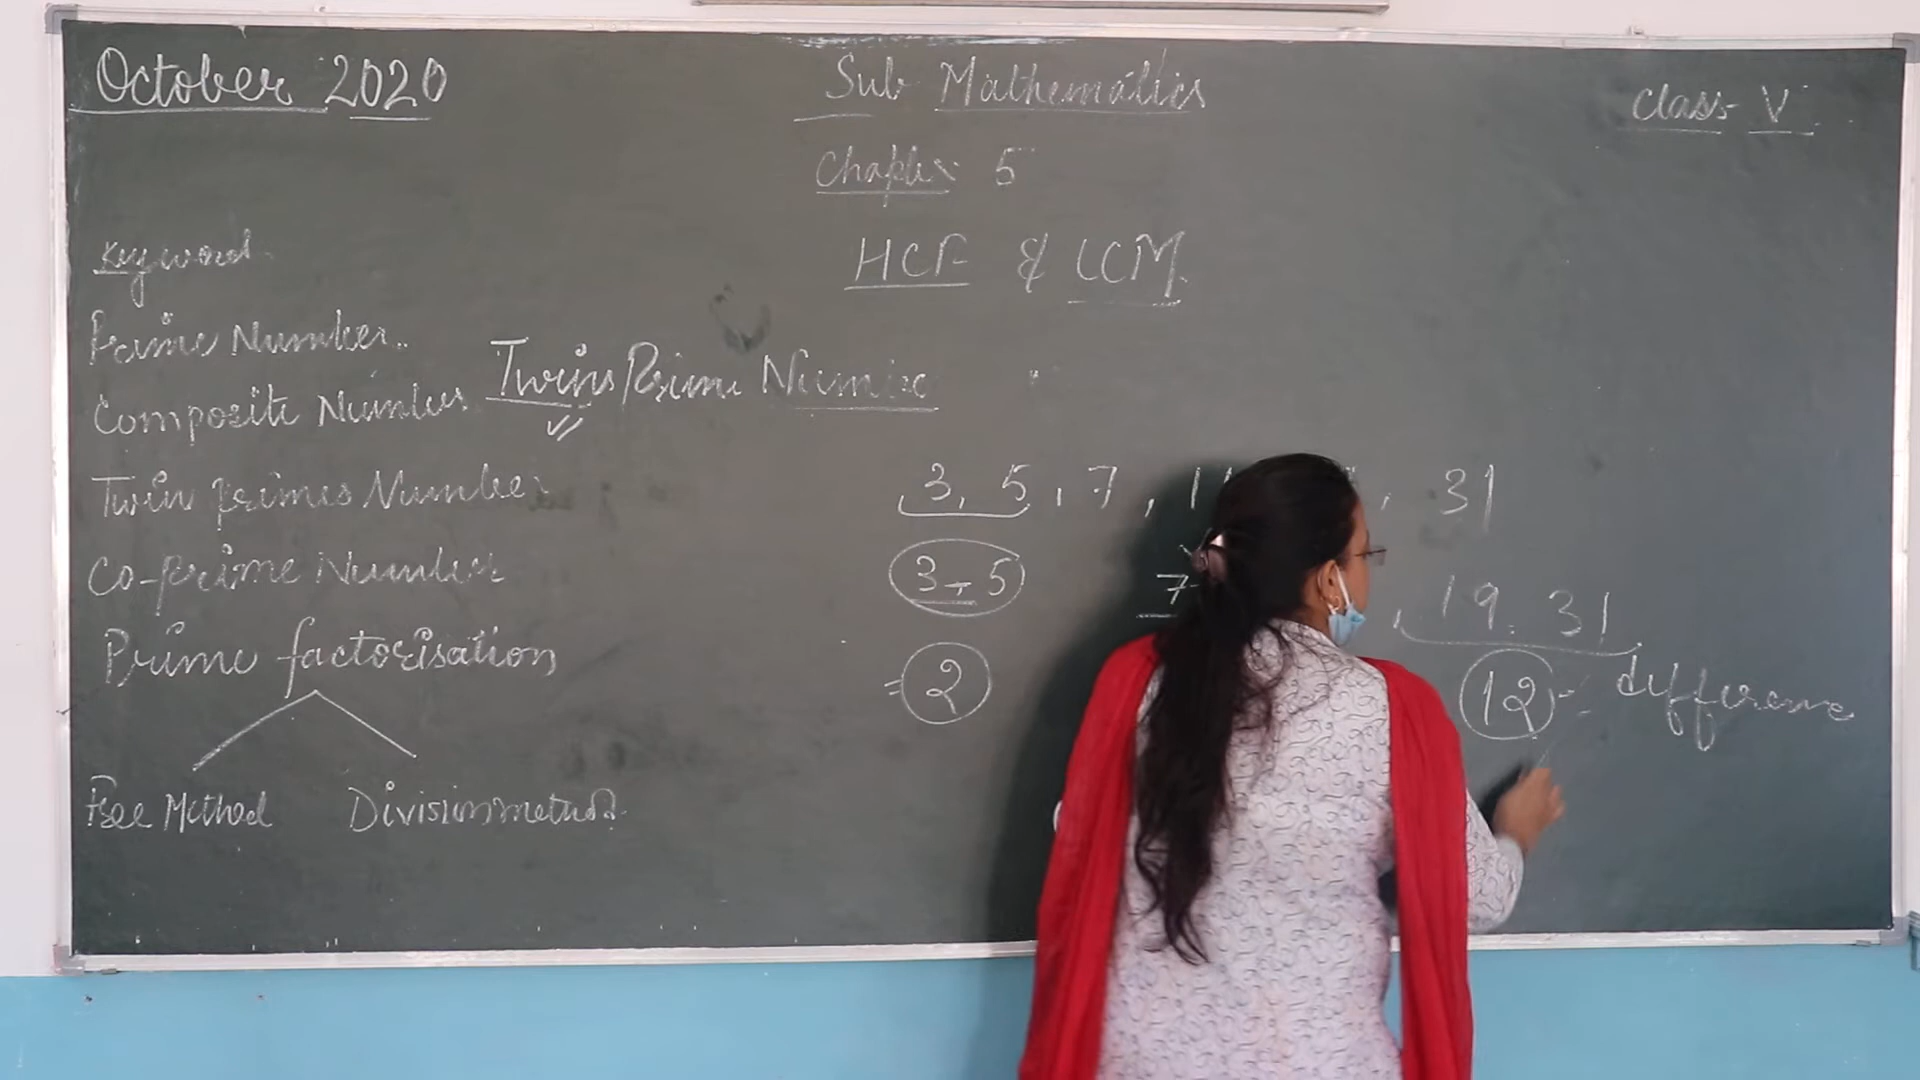 October 2020
Sub Mathematics
Class V
Chapter 5
HCF & LCM
Keyword
Prime Number
Composite Number
Twins Prime Number
Twin primes Number
Co-prime Number
Prime factorisation
Tree Method Division method
3, 5, 7, 11 , 31
3, 5 7 , 19, 31
= 2 12 = difference